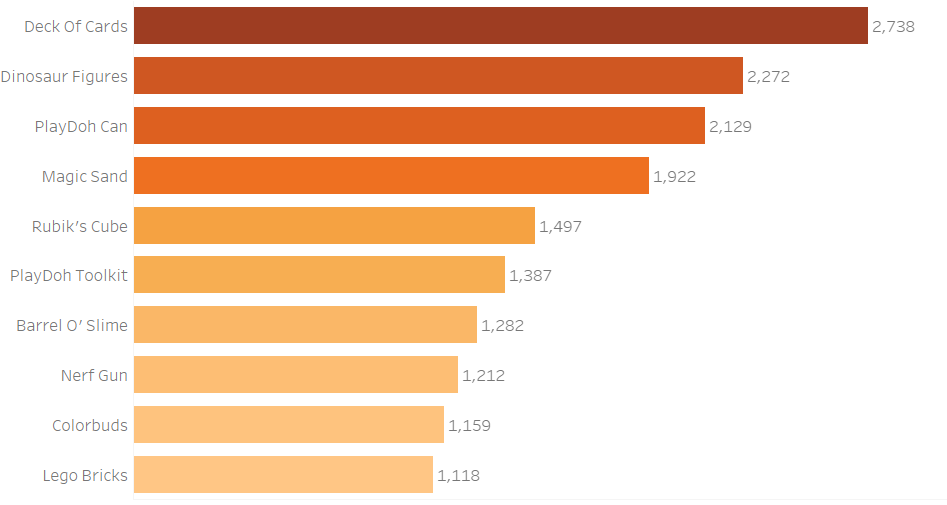 Deck Of Cards 2,738
Dinosaur Figures 2,272
PlayDoh Can 2,129
Magic Sand 1,922
Rubik’s Cube 1,497
PlayDoh Toolkit 1,387
Barrel O’ Slime 1,282
Nerf Gun 1,212
Colorbuds 1,159
Lego Bricks 1,118